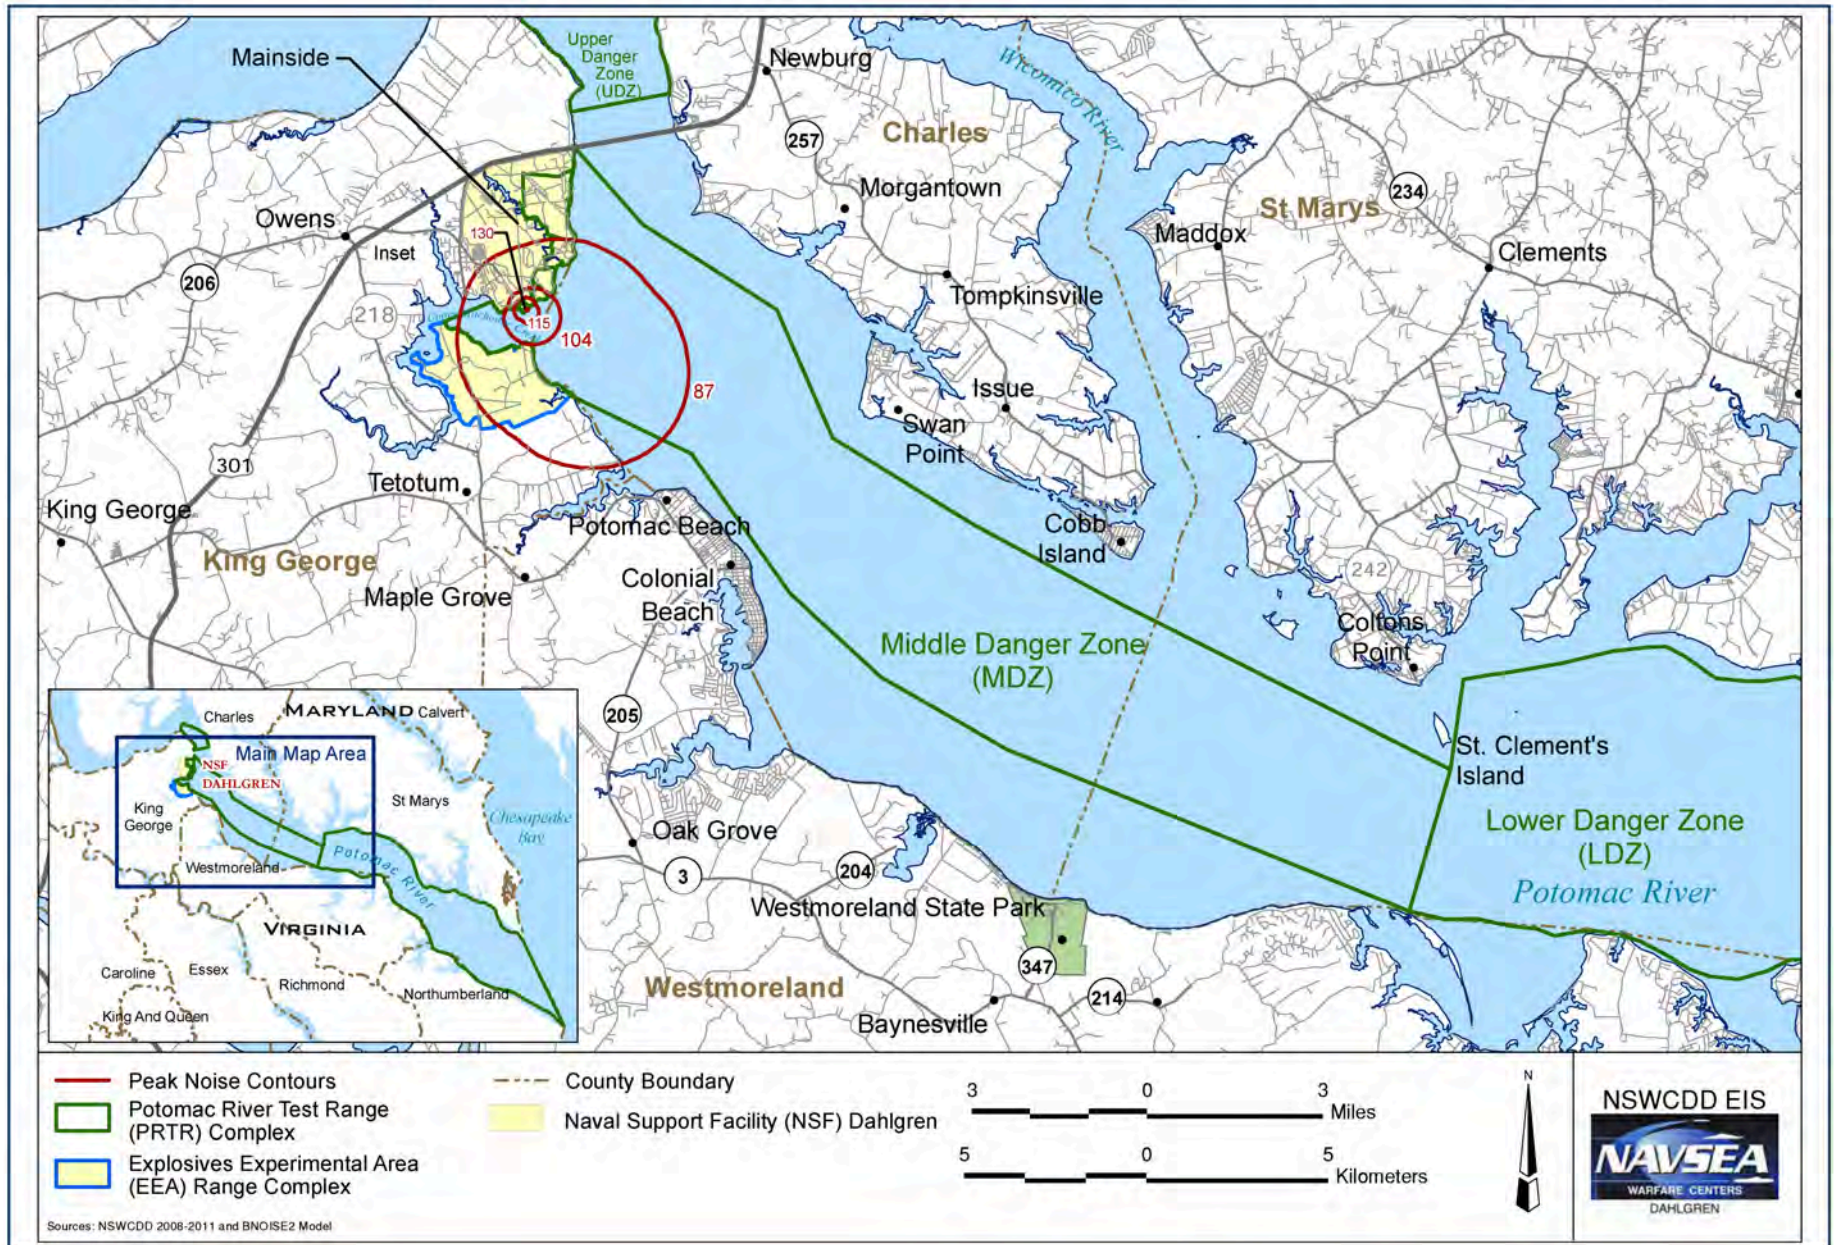 Upper
Danger
Zone
(UDZ)
Mainside
Newburg
Wicomico River
257
Charles
Morgantown
234
St Marys
Owens
Inset
130
Maddox
Clements
206
Tompkinsville
218
115
104
87
Issue
Swan
Point
301
Tetotum
King George
Potomac Beach
Cobb
Island
King George
Colonial
Beach
Maple Grove
242
Coltons
Point
Middle Danger Zone
(MDZ)
205
St. Clement's
Island
Oak Grove
Lower Danger Zone
(LDZ)
Potomac River
3
204
Westmoreland State Park
347
Westmoreland
214
Baynesville
Charles
MARYLAND
Calvert
Main Map Area
NSF
DAHLGREN
King
George
St Marys
Chesapeake
Bay
Westmoreland
Potomac River
VIRGINIA
Caroline
Essex
Richmond
Northumberland
King And Queen
Peak Noise Contours
Potomac River Test Range
(PRTR) Complex
Explosives Experimental Area
(EEA) Range Complex
County Boundary
Naval Support Facility (NSF) Dahlgren
3 0 3
Miles
5 0 5
Kilometers
N
NSWCDD EIS
NAVSEA
WARFARE CENTERS
DAHLGREN
Sources: NSWCDD 2008-2011 and BNOISE2 Model